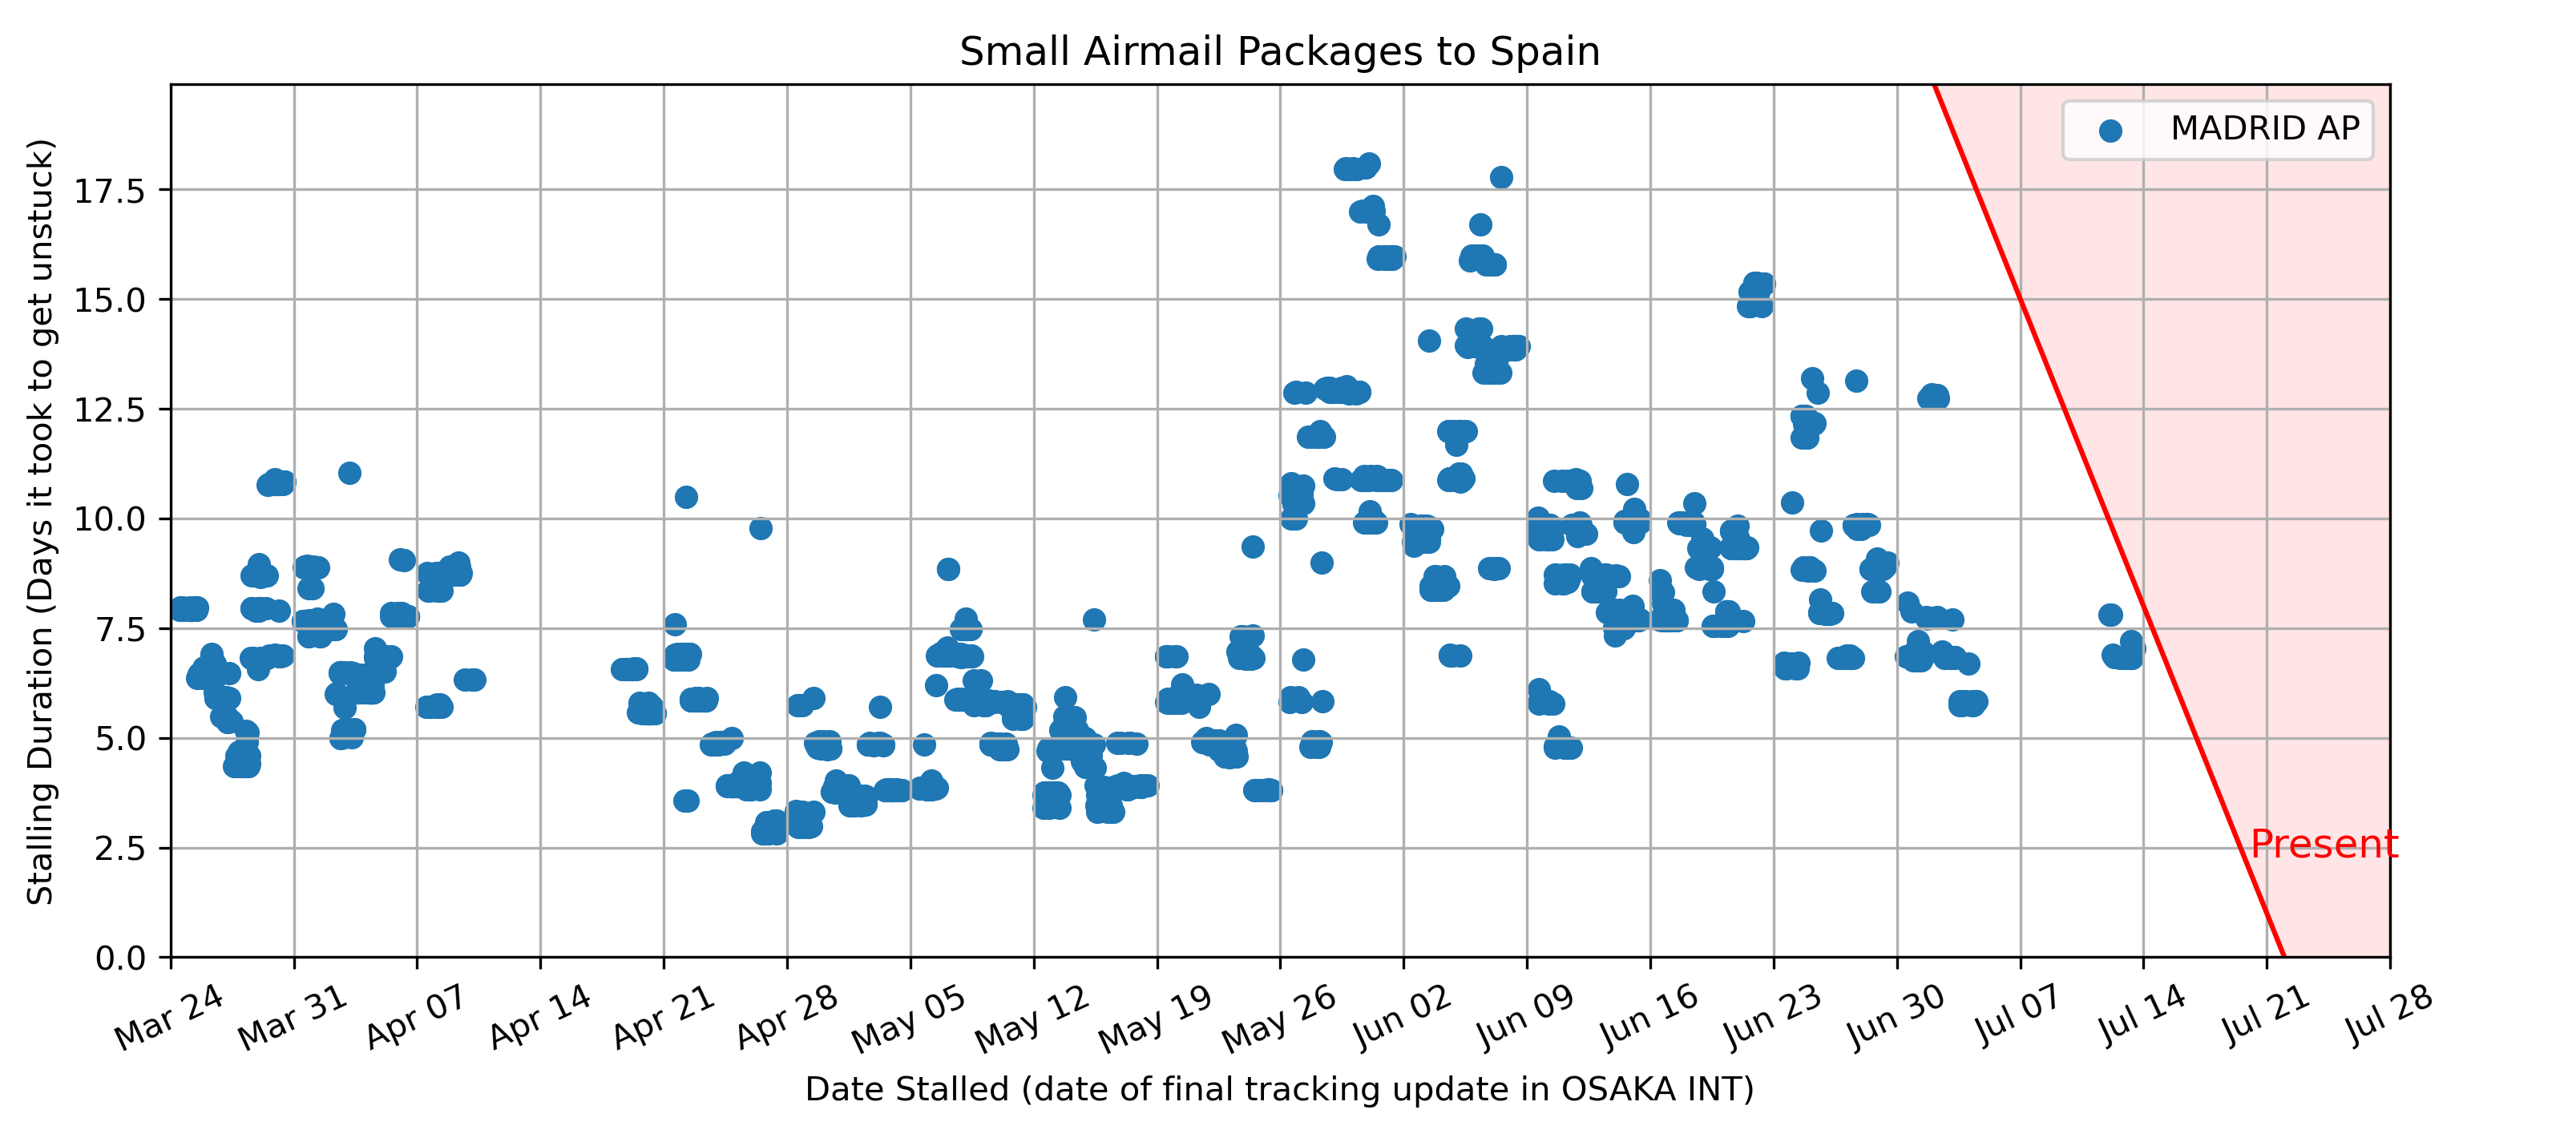 Small Airmail Packages to Spain
MADRID AP
Stalling Duration (Days it took to get unstuck)
17.5
15.0
12.5
10.0
7.5
5.0
2.5
0.0
Present
Mar 24
Mar 31
Apr 07
Apr 14
Apr 21
Apr 28
May 05
May 12
May 19
May 26
Jun 02
Jun 09
Jun 16
Jun 23
Jun 30
Jul 07
Jul 14
Jul 21
Jul 28
Date Stalled (date of final tracking update in OSAKA INT)